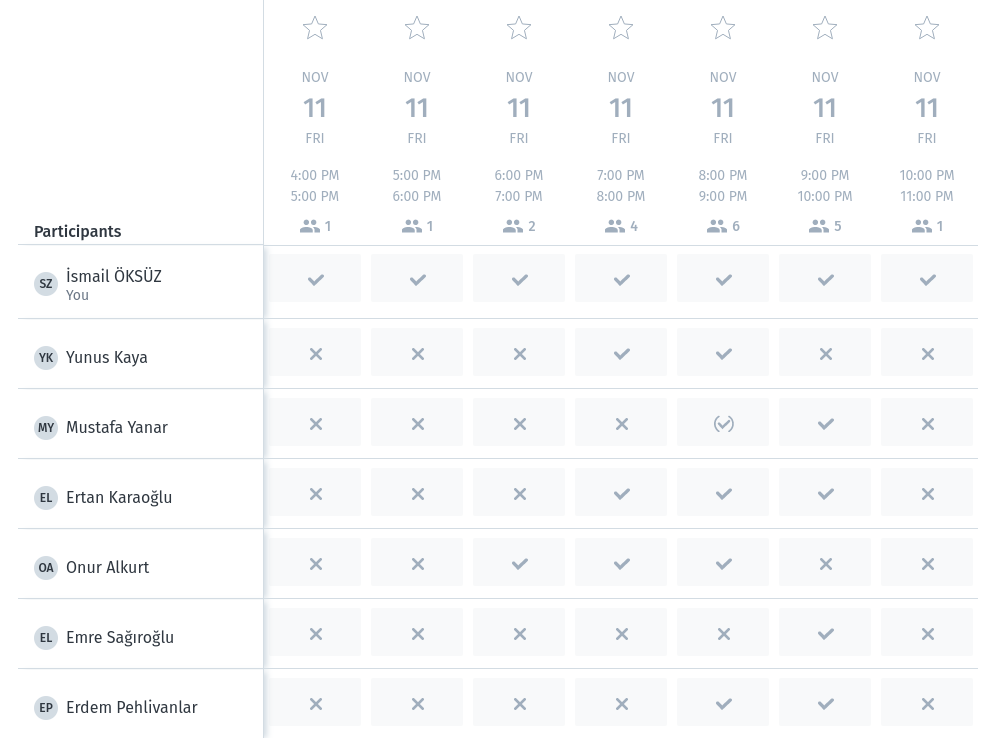 NOV NOV NOV NOV NOV NOV NOV
11 11 11 11 11 11 11
FRI FRI FRI FRI FRI FRI FRI
4:00 PM 5:00 PM 6:00 PM 7:00 PM 8:00 PM 9:00 PM 10:00 PM
5:00 PM 6:00 PM 7:00 PM 8:00 PM 9:00 PM 10:00 PM 11:00 PM
Participants 1 1 2 4 6 5 1
SZ İsmail ÖKSÜZ
You
YK Yunus Kaya
MY Mustafa Yanar
EL Ertan Karaoğlu
OA Onur Alkurt
EL Emre Sağıroğlu
EP Erdem Pehlivanlar